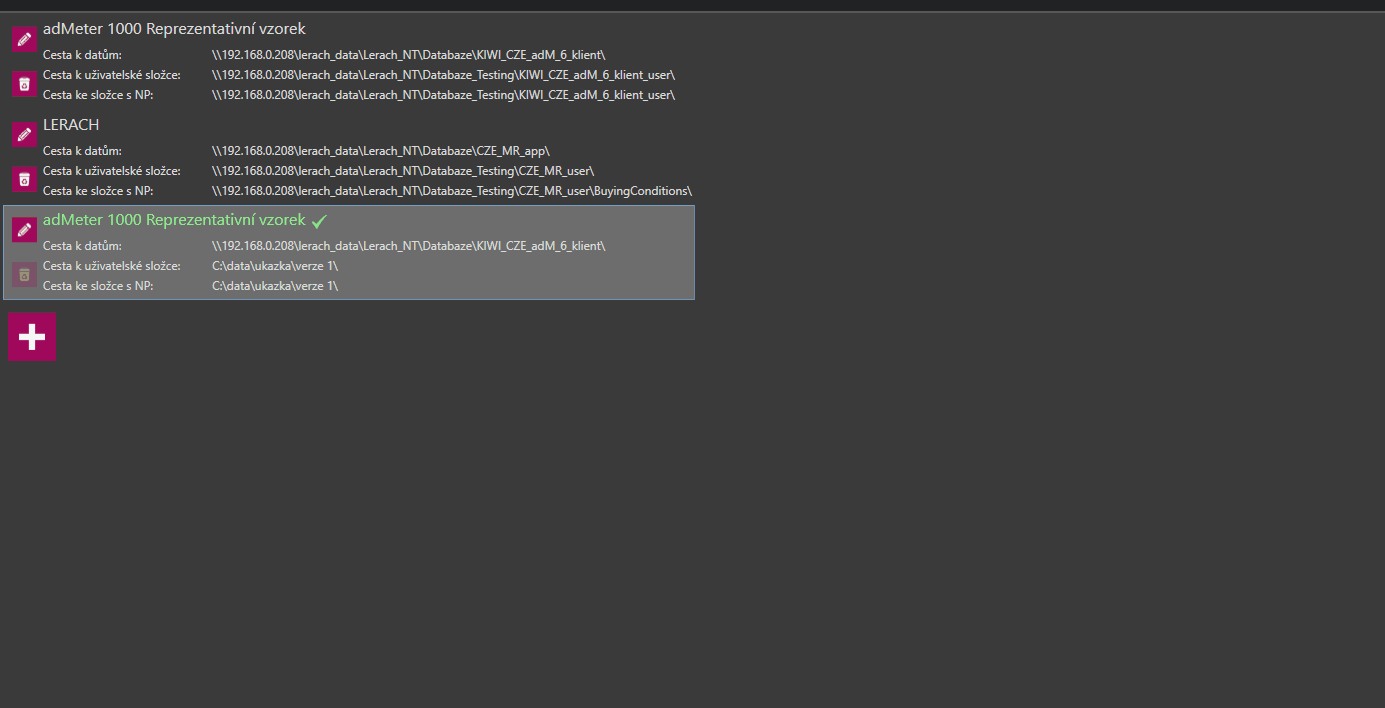 adMeter 1000 Reprezentativní vzorek
Cesta k datům: \\192.168.0.208\lerach_data\Lerach_NT\Databaze\KIWI_CZE_adM_6_klient\
Cesta k uživatelské složce: \\192.168.0.208\lerach_data\Lerach_NT\Databaze_Testing\KIWI_CZE_adM_6_klient_user\
Cesta ke složce s NP: \\192.168.0.208\lerach_data\Lerach_NT\Databaze_Testing\KIWI_CZE_adM_6_klient_user\
LERACH
Cesta k datům: \\192.168.0.208\lerach_data\Lerach_NT\Databaze\CZE_MR_app\
Cesta k uživatelské složce: \\192.168.0.208\lerach_data\Lerach_NT\Databaze_Testing\CZE_MR_user\
Cesta ke složce s NP: \\192.168.0.208\lerach_data\Lerach_NT\Databaze_Testing\CZE_MR_user\BuyingConditions\
adMeter 1000 Reprezentativní vzorek
Cesta k datům: \\192.168.0.208\lerach_data\Lerach_NT\Databaze\KIWI_CZE_adM_6_klient\
Cesta k uživatelské složce: C:\data\ukazka\verze 1\
Cesta ke složce s NP: C:\data\ukazka\verze 1\